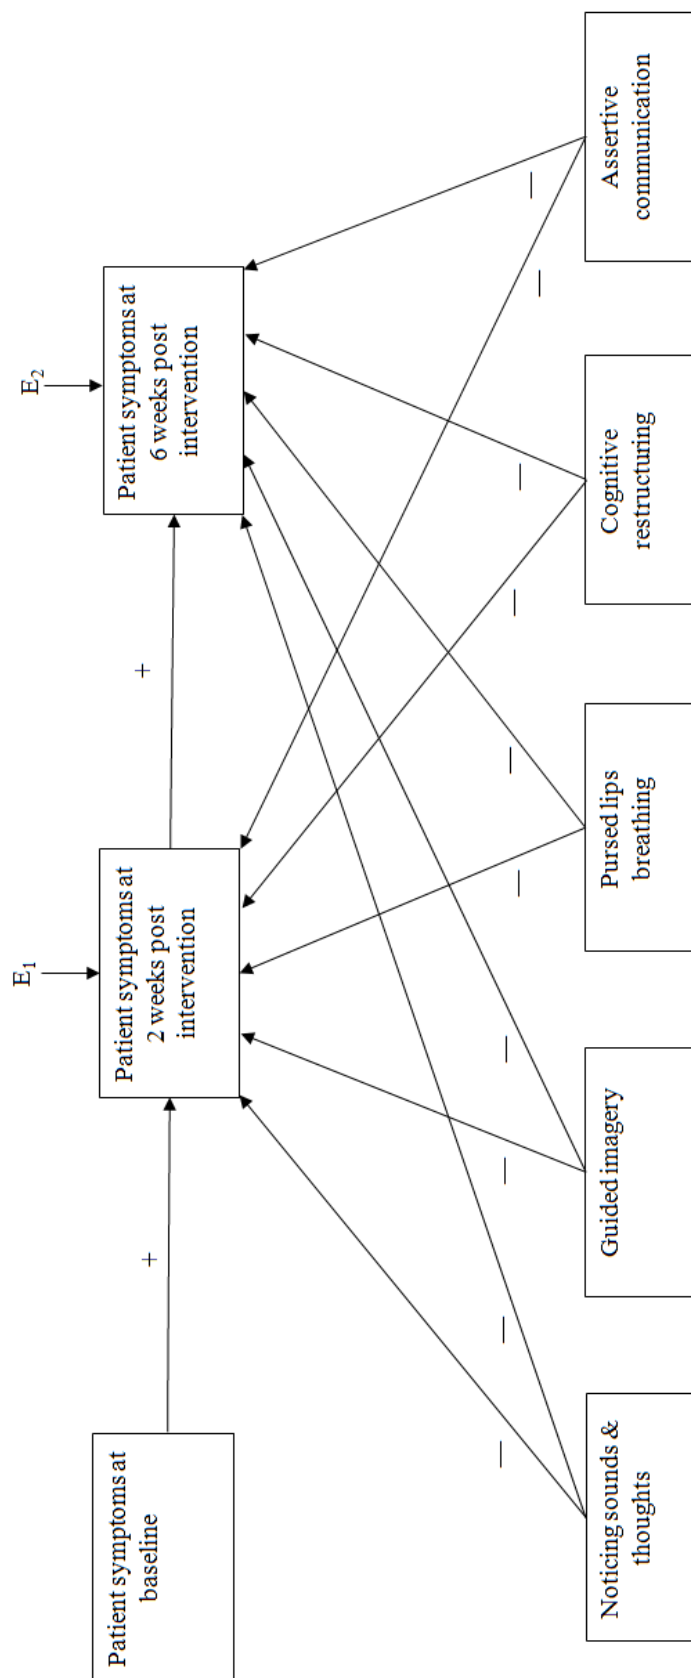 E₁
E₂
Patient symptoms at
baseline
+
Patient symptoms at
2 weeks post
intervention
+
Patient symptoms at
6 weeks post
intervention
—
—
—
—
—
—
—
—
—
—
Noticing sounds &
thoughts
Guided imagery
Pursed lips
breathing
Cognitive
restructuring
Assertive
communication